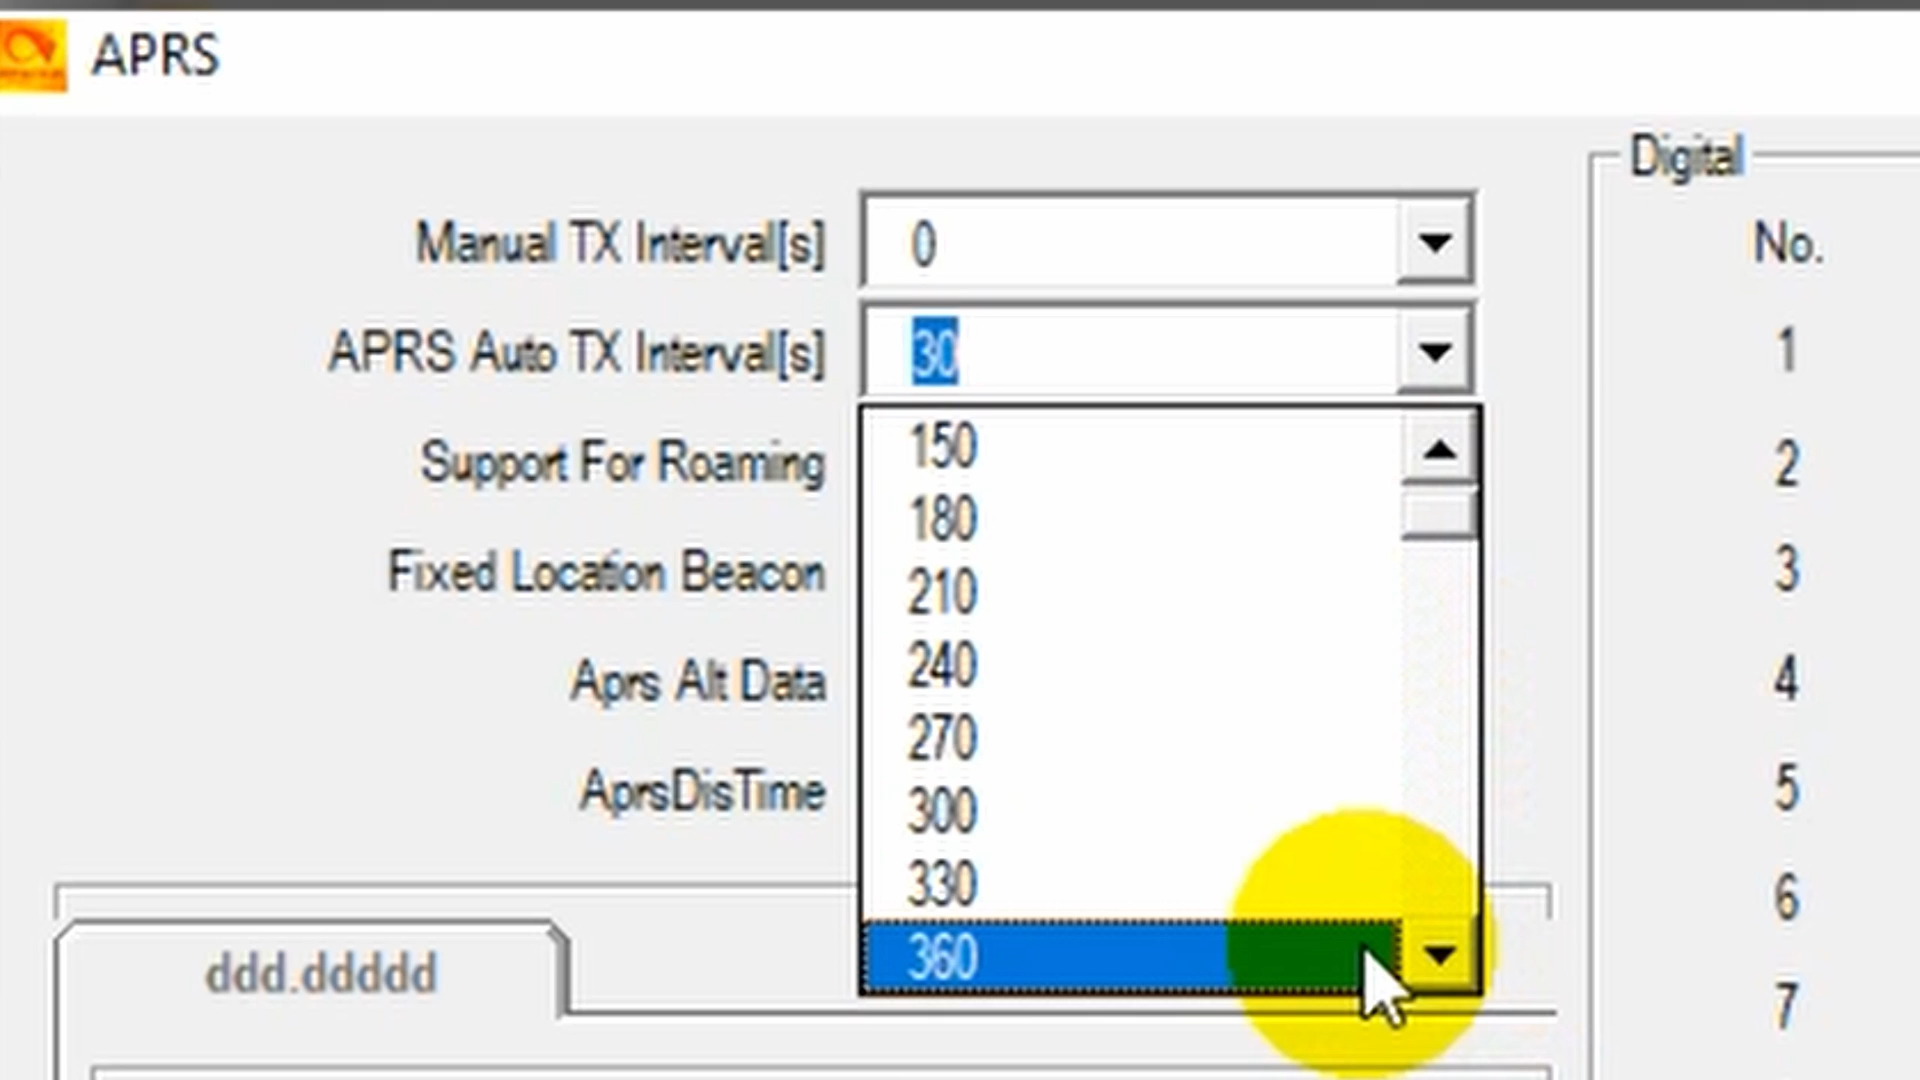 APRS
Manual TX Interval[s] 0
APRS Auto TX Interval[s] 30
150
180
210
240
270
300
330
360
Support For Roaming
Fixed Location Beacon
Aprs Alt Data
AprsDisTime
ddd.ddddd
Digital
No.
1
2
3
4
5
6
7